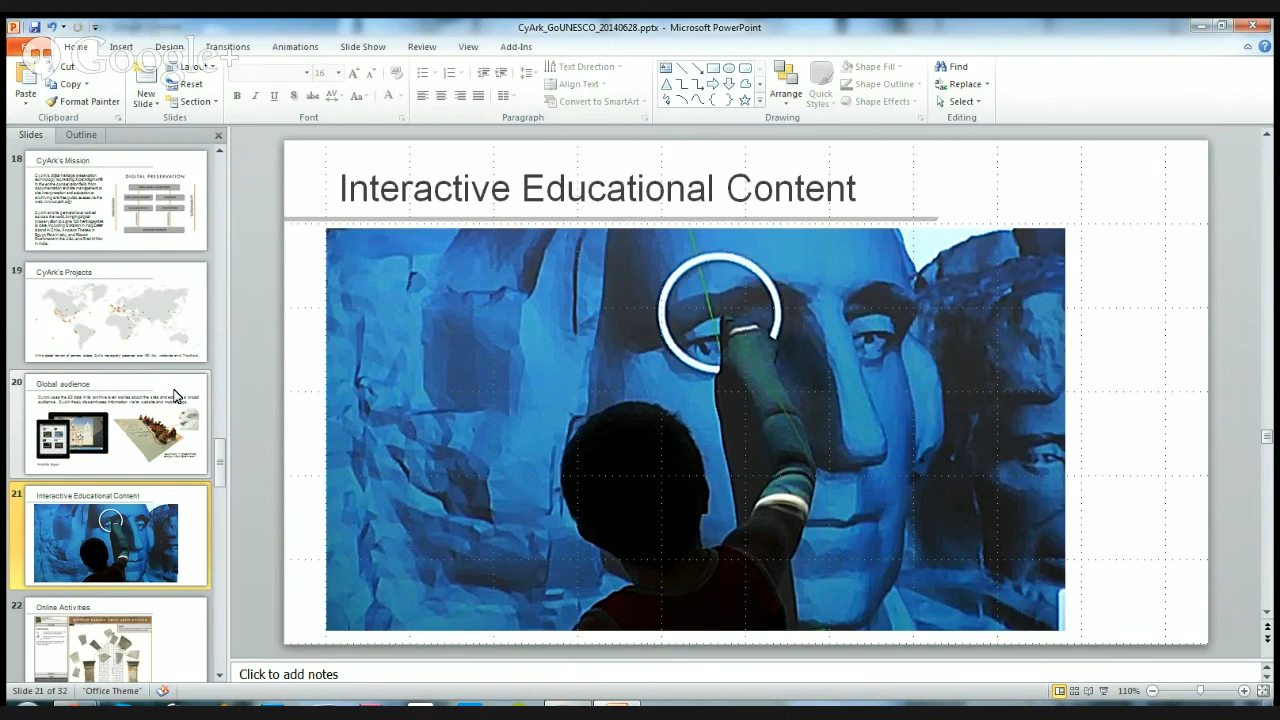 CyArk_GoUNESCO_20140628.pptx - Microsoft PowerPoint
Google+
Home Insert Design Transitions Animations Slide Show Review View Add-Ins
Cut
Copy
Format Painter
Paste
Clipboard
New Slide
Reset
Section
Slides
16
Font
Text Direction
Align Text
Convert to SmartArt
Paragraph
Arrange
Quick Styles
Shape Fill
Shape Outline
Shape Effects
Drawing
Find
Replace
Select
Editing
Slides Outline
18
CyArk's Mission
DIGITAL PRESERVATION
19
CyArk's Projects
20
Global audience
21
Interactive Educational Content
22
Online Activities
Interactive Educational Content
Click to add notes
Slide 21 of 32 "Office Theme" 110%